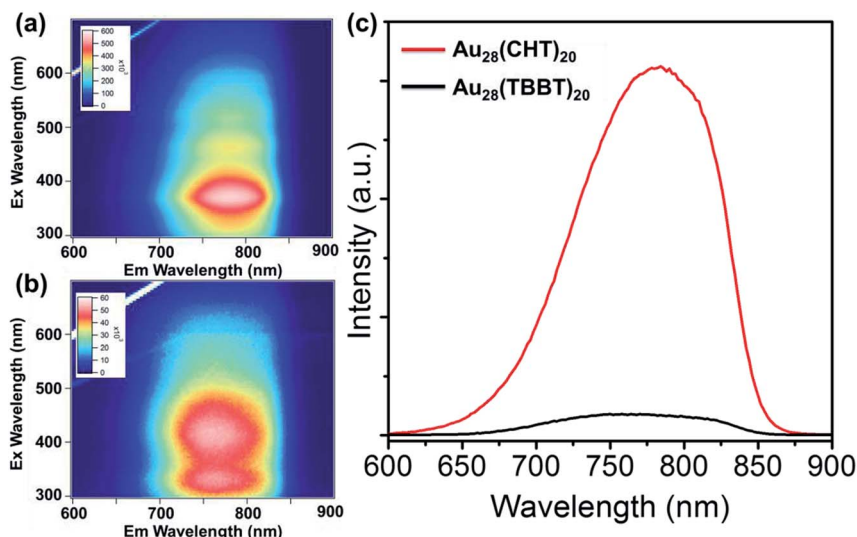 (a)
600
500
400
300
200
100
0
x10³
600
500
400
300
Ex Wavelength (nm)
600 700 800 900
Em Wavelength (nm)
(b)
60
50
40
30
20
10
0
x10³
600
500
400
300
Ex Wavelength (nm)
600 700 800 900
Em Wavelength (nm)
(c)
Au₂₈(CHT)₂₀
Au₂₈(TBBT)₂₀
Intensity (a.u.)
600 650 700 750 800 850 900
Wavelength (nm)